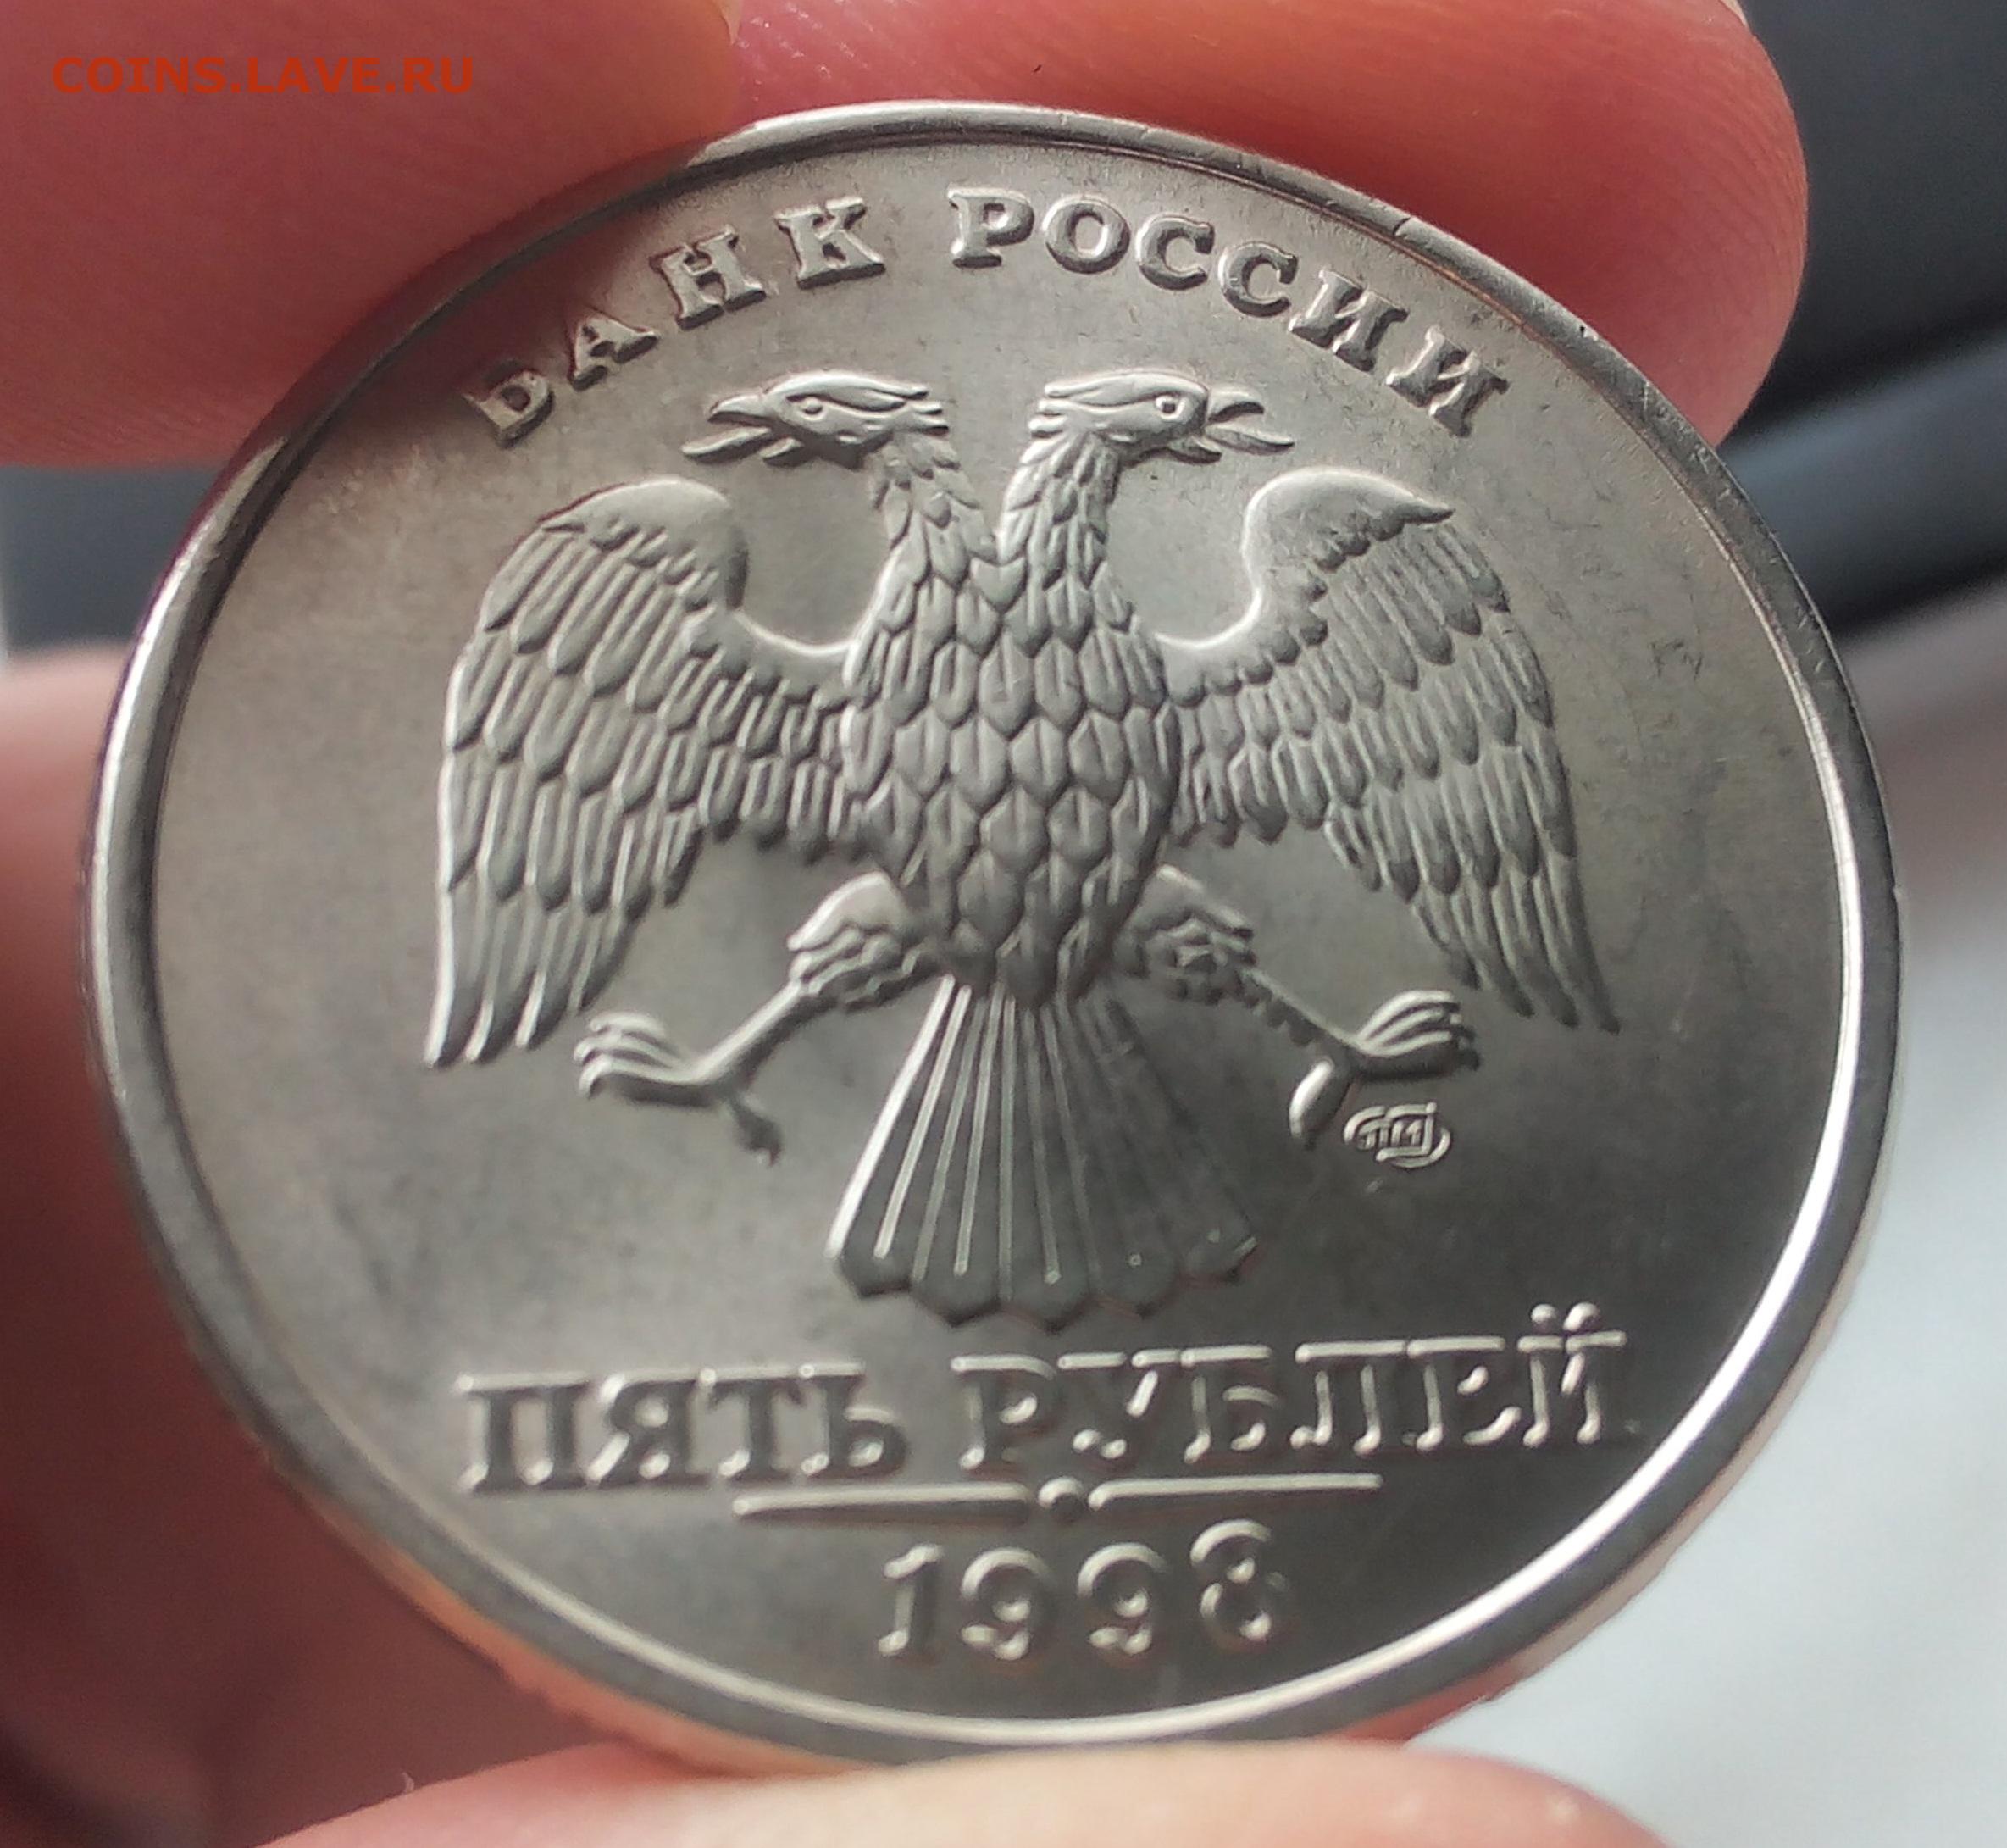 COINS.LAVE.RU
БАНК РОССИИ
ПЯТЬ РУБЛЕЙ
1998